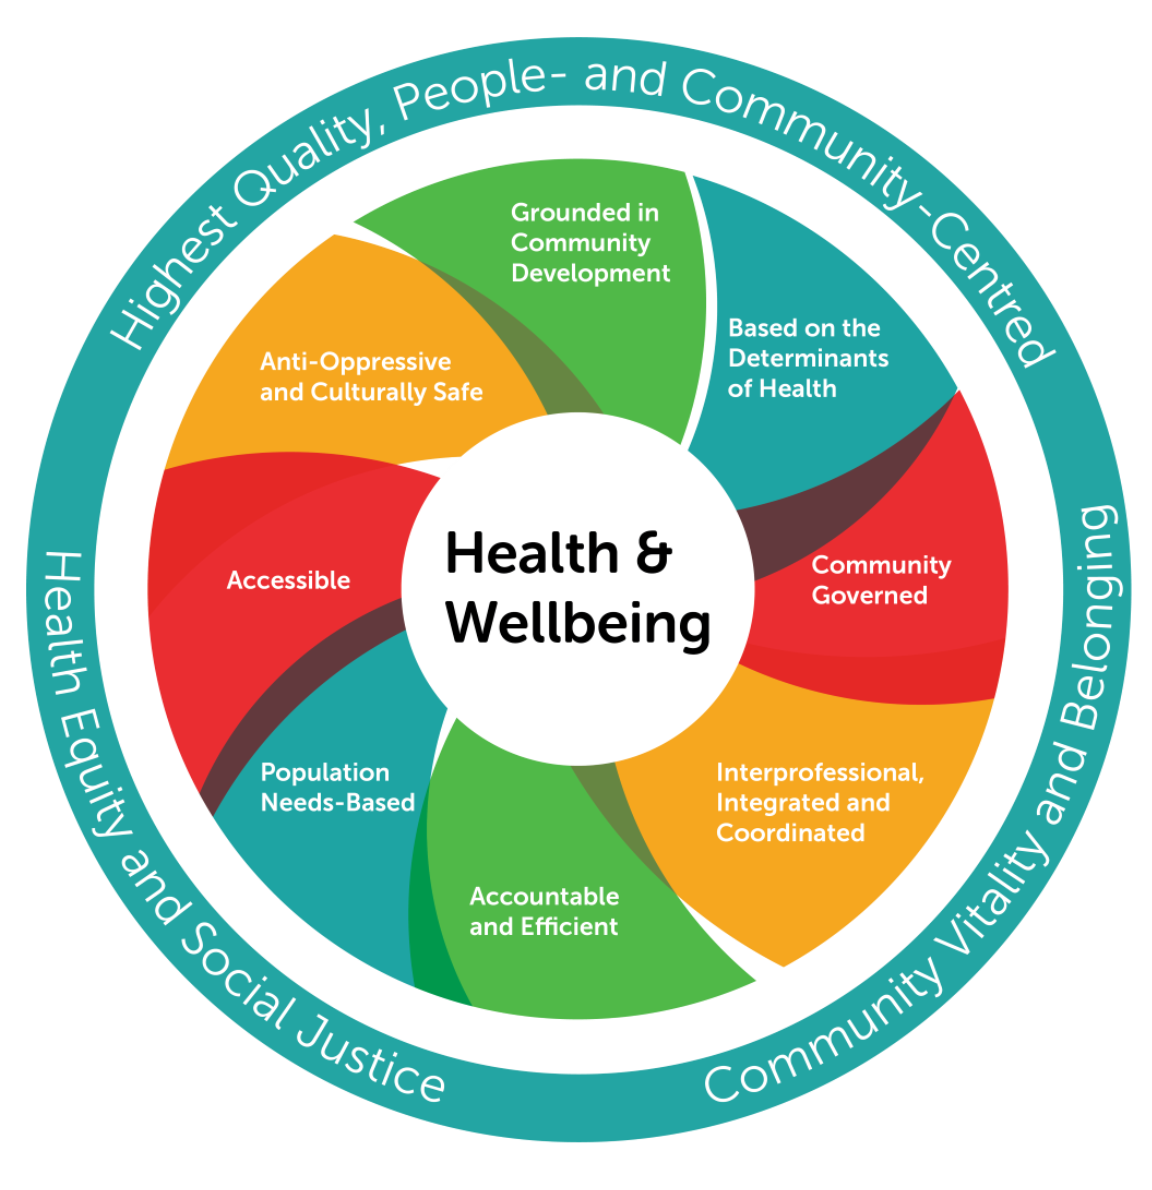 Highest Quality, People- and Community-Centred
Grounded in
Community
Development
Based on the
Determinants
of Health
Anti-Oppressive
and Culturally Safe
Health &
Wellbeing
Accessible
Community
Governed
Population
Needs-Based
Interprofessional,
Integrated and
Coordinated
Accountable
and Efficient
Health Equity and Social Justice
Community Vitality and Belonging